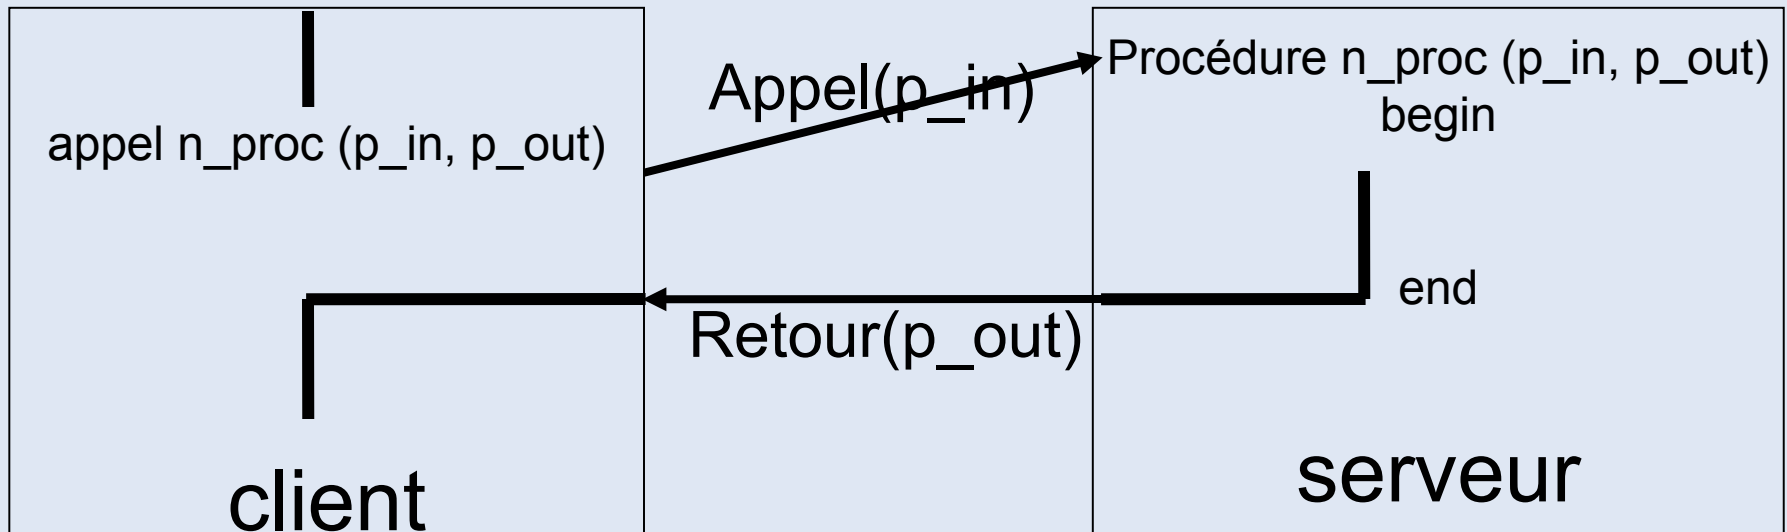 appel n_proc (p_in, p_out)
client
Appel(p_in)
Retour(p_out)
Procédure n_proc (p_in, p_out)
begin
end
serveur